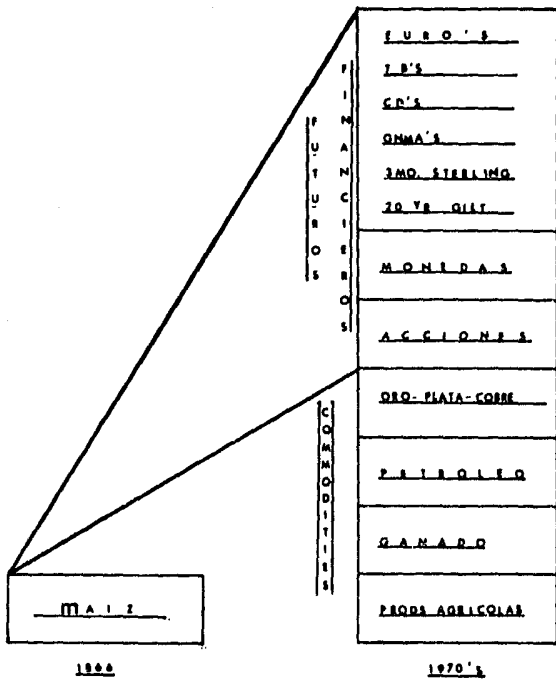 EURO'S
TB'S
CD'S
GNMA'S
3MO. STERLING
20 YR GILT
FUTUROS
FINANCIEROS
MONEDAS
ACCIONES
COMMODITIES
ORO-PLATA-COBRE
PETROLEO
GANADO
PRODS AGRICOLAS
MAIZ
1866
1970's